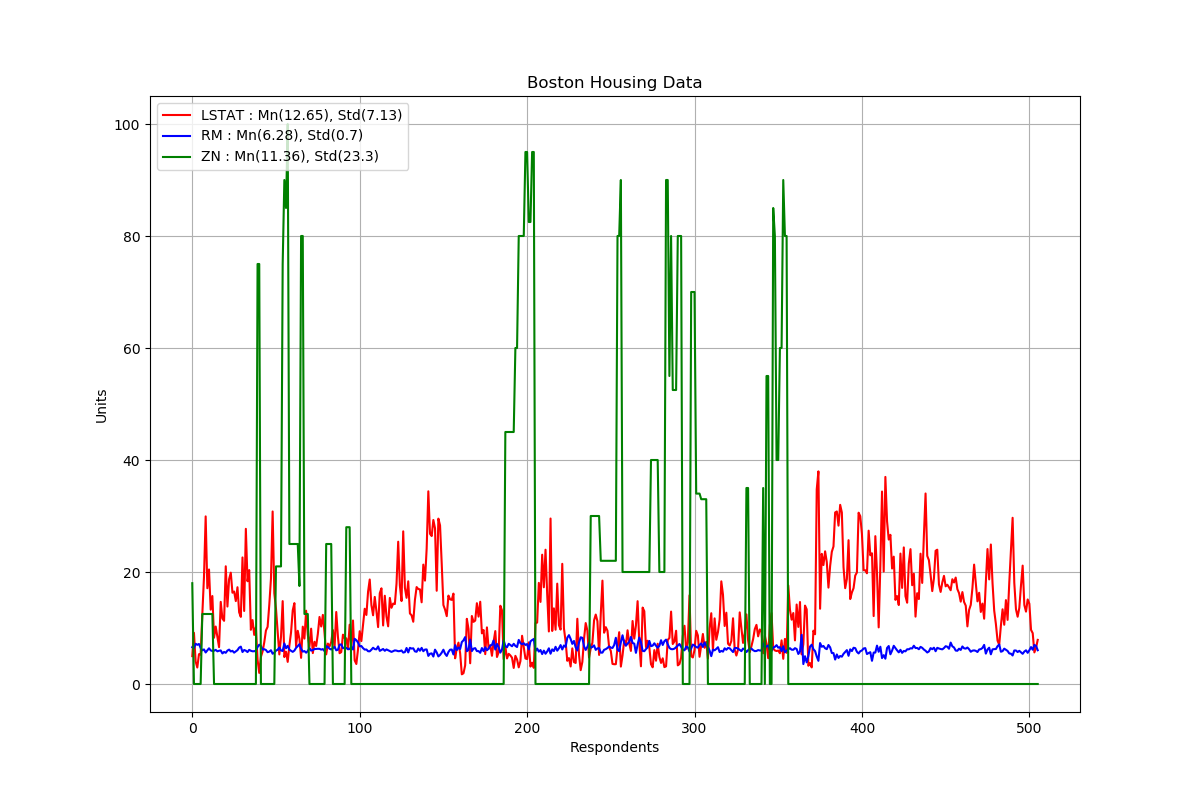 Boston Housing Data
LSTAT : Mn(12.65), Std(7.13)
RM : Mn(6.28), Std(0.7)
ZN : Mn(11.36), Std(23.3)
100
80
60
40
20
0
Units
0 100 200 300 400 500
Respondents